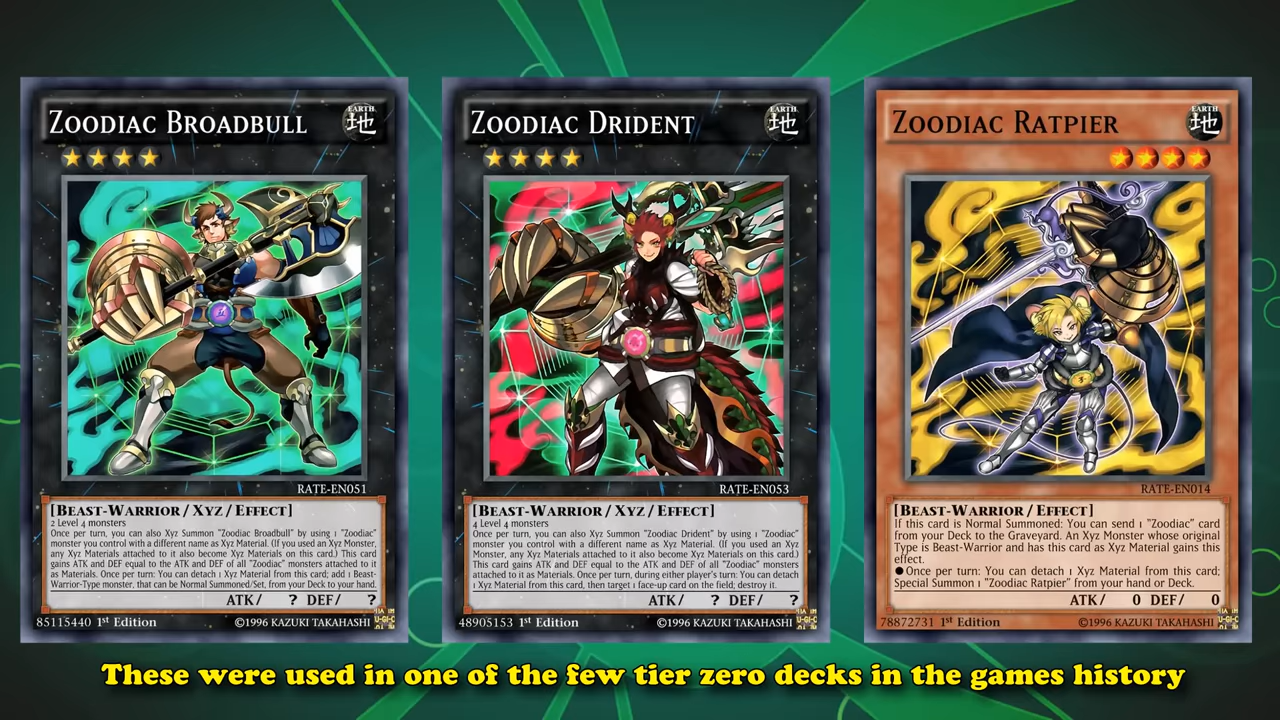 Zoodiac Broadbull
EARTH
地
RATE-EN051
[Beast-Warrior / Xyz / Effect]
2 Level 4 monsters
Once per turn, you can also Xyz Summon "Zoodiac Broadbull" by using 1 "Zoodiac"
monster you control with a different name as Xyz Material. (If you used an Xyz Monster,
any Xyz Materials attached to it also become Xyz Materials on this card.) This card
gains ATK and DEF equal to the ATK and DEF of all "Zoodiac" monsters attached to it
as Materials. Once per turn: You can detach 1 Xyz Material from this card; add 1 Beast-
Warrior-Type monster, that can be Normal Summoned/Set, from your Deck to your hand.
ATK/ ? DEF/ ?
85115440 1st Edition ©1996 KAZUKI TAKAHASHI
Zoodiac Drident
EARTH
地
RATE-EN053
[Beast-Warrior / Xyz / Effect]
4 Level 4 monsters
Once per turn, you can also Xyz Summon "Zoodiac Drident" by using 1 "Zoodiac"
monster you control with a different name as Xyz Material. (If you used an Xyz
Monster, any Xyz Materials attached to it also become Xyz Materials on this card.)
This card gains ATK and DEF equal to the ATK and DEF of all "Zoodiac" monsters
attached to it as Materials. Once per turn, during either player's turn: You can detach
1 Xyz Material from this card, then target 1 face-up card on the field; destroy it.
ATK/ ? DEF/ ?
48905153 1st Edition ©1996 KAZUKI TAKAHASHI
Zoodiac Ratpier
EARTH
地
RATE-EN014
[Beast-Warrior / Effect]
If this card is Normal Summoned: You can send 1 "Zoodiac" card
from your Deck to the Graveyard. An Xyz Monster whose original
Type is Beast-Warrior and has this card as Xyz Material gains this
effect.
●Once per turn: You can detach 1 Xyz Material from this card;
Special Summon 1 "Zoodiac Ratpier" from your hand or Deck.
ATK/ 0 DEF/ 0
78872731 1st Edition ©1996 KAZUKI TAKAHASHI
These were used in one of the few tier zero decks in the games history